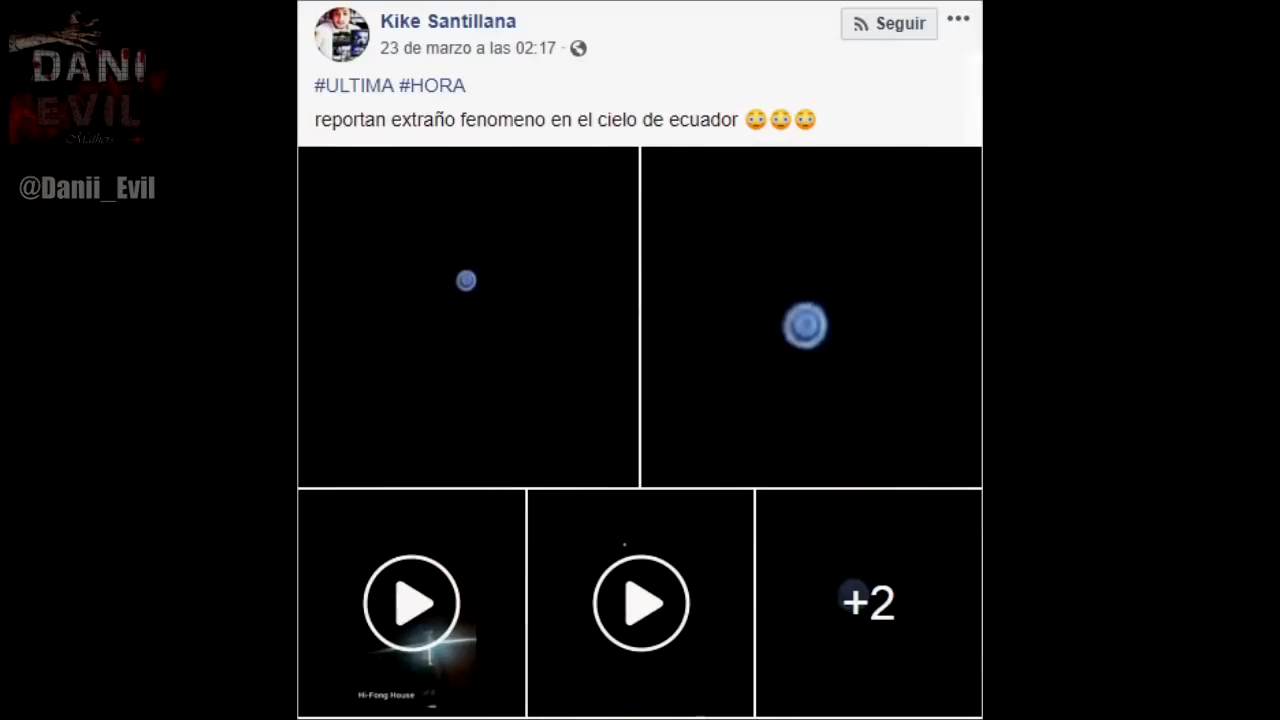 DANI
EVIL
Mathers
@Danii_Evil
Kike Santillana
23 de marzo a las 02:17 ·
Seguir
#ULTIMA #HORA
reportan extraño fenomeno en el cielo de ecuador 😳😳😳
Hi-Fong House
+2